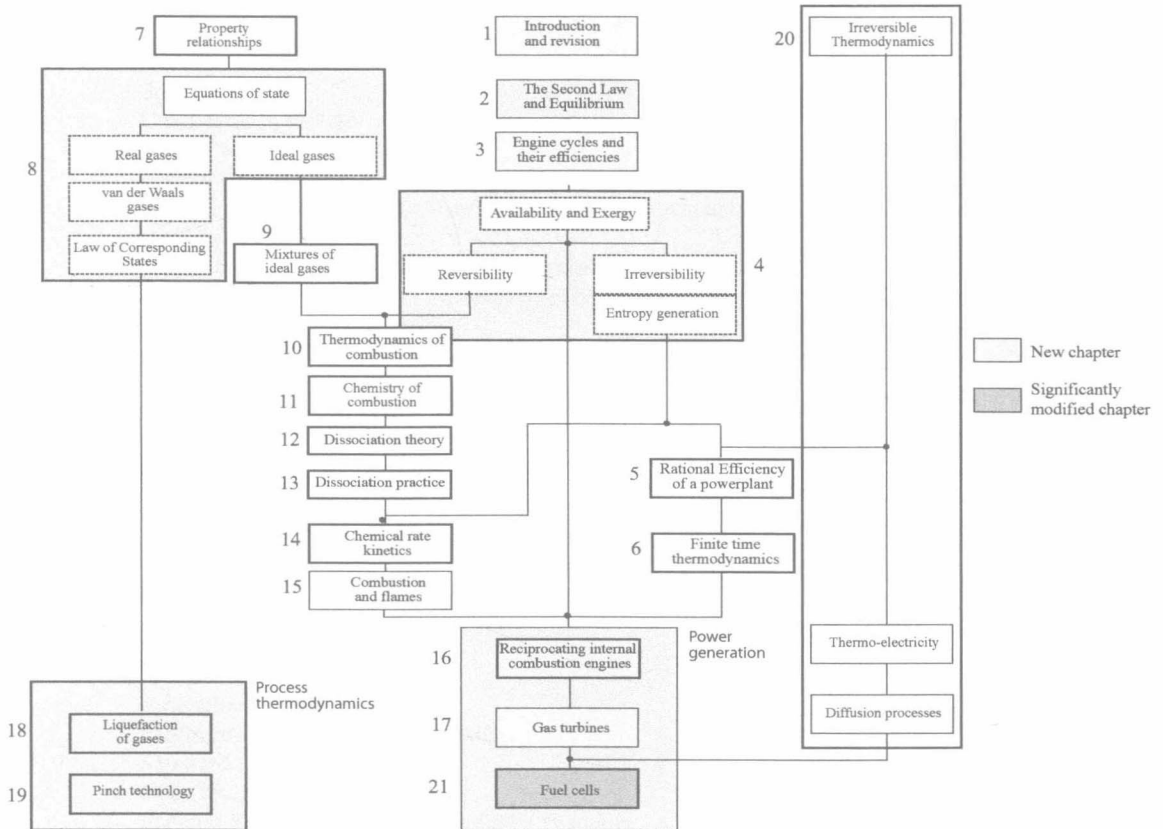 7
Property
relationships
1
Introduction
and revision
20
Irreversible
Thermodynamics
Equations of state
2
The Second Law
and Equilibrium
8
Real gases
Ideal gases
3
Engine cycles and
their efficiencies
van der Waals
gases
Availability and Exergy
9
Law of Corresponding
States
Mixtures of
ideal gases
Reversibility
Irreversibility
4
Entropy generation
10
Thermodynamics of
combustion
New chapter
11
Chemistry of
combustion
Significantly
modified chapter
12
Dissociation theory
13
Dissociation practice
5
Rational Efficiency
of a powerplant
14
Chemical rate
kinetics
6
Finite time
thermodynamics
15
Combustion
and flames
16
Reciprocating internal
combustion engines
Power
generation
Thermo-electricity
Process
thermodynamics
18
Liquefaction
of gases
17
Gas turbines
Diffusion processes
19
Pinch technology
21
Fuel cells